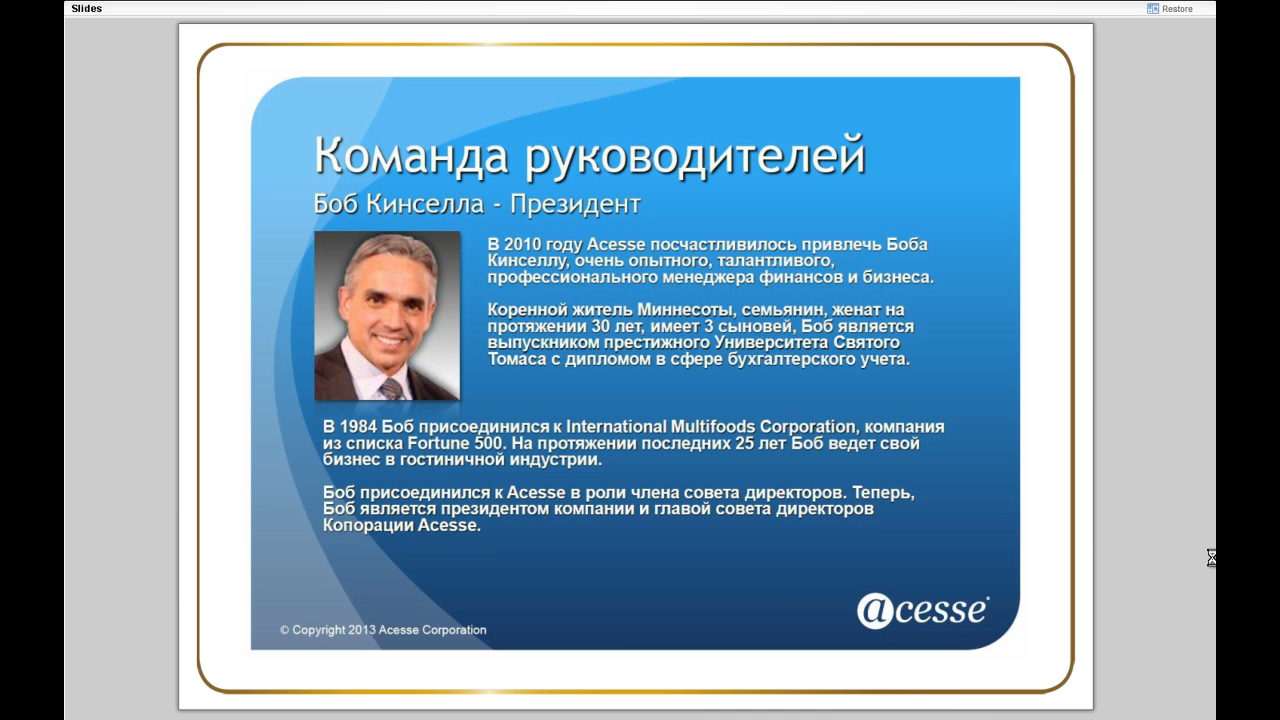 Slides
Restore
Команда руководителей
Боб Кинселла - Президент
В 2010 году Acesse посчастливилось привлечь Боба
Кинселлу, очень опытного, талантливого,
профессионального менеджера финансов и бизнеса.
Коренной житель Миннесоты, семьянин, женат на
протяжении 30 лет, имеет 3 сыновей, Боб является
выпускником престижного Университета Святого
Томаса с дипломом в сфере бухгалтерского учета.
В 1984 Боб присоединился к International Multifoods Corporation, компания
из списка Fortune 500. На протяжении последних 25 лет Боб ведет свой
бизнес в гостиничной индустрии.
Боб присоединился к Acesse в роли члена совета директоров. Теперь,
Боб является президентом компании и главой совета директоров
Копорации Acesse.
acesse
© Copyright 2013 Acesse Corporation